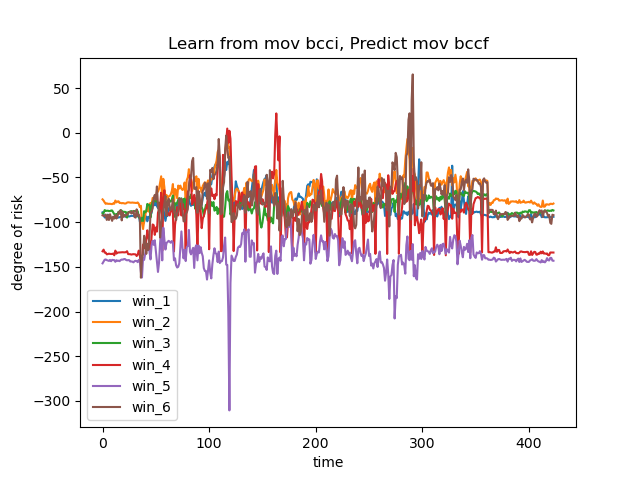 Learn from mov bcci, Predict mov bccf
degree of risk
50
0
−50
−100
−150
−200
−250
−300
win_1
win_2
win_3
win_4
win_5
win_6
0 100 200 300 400
time